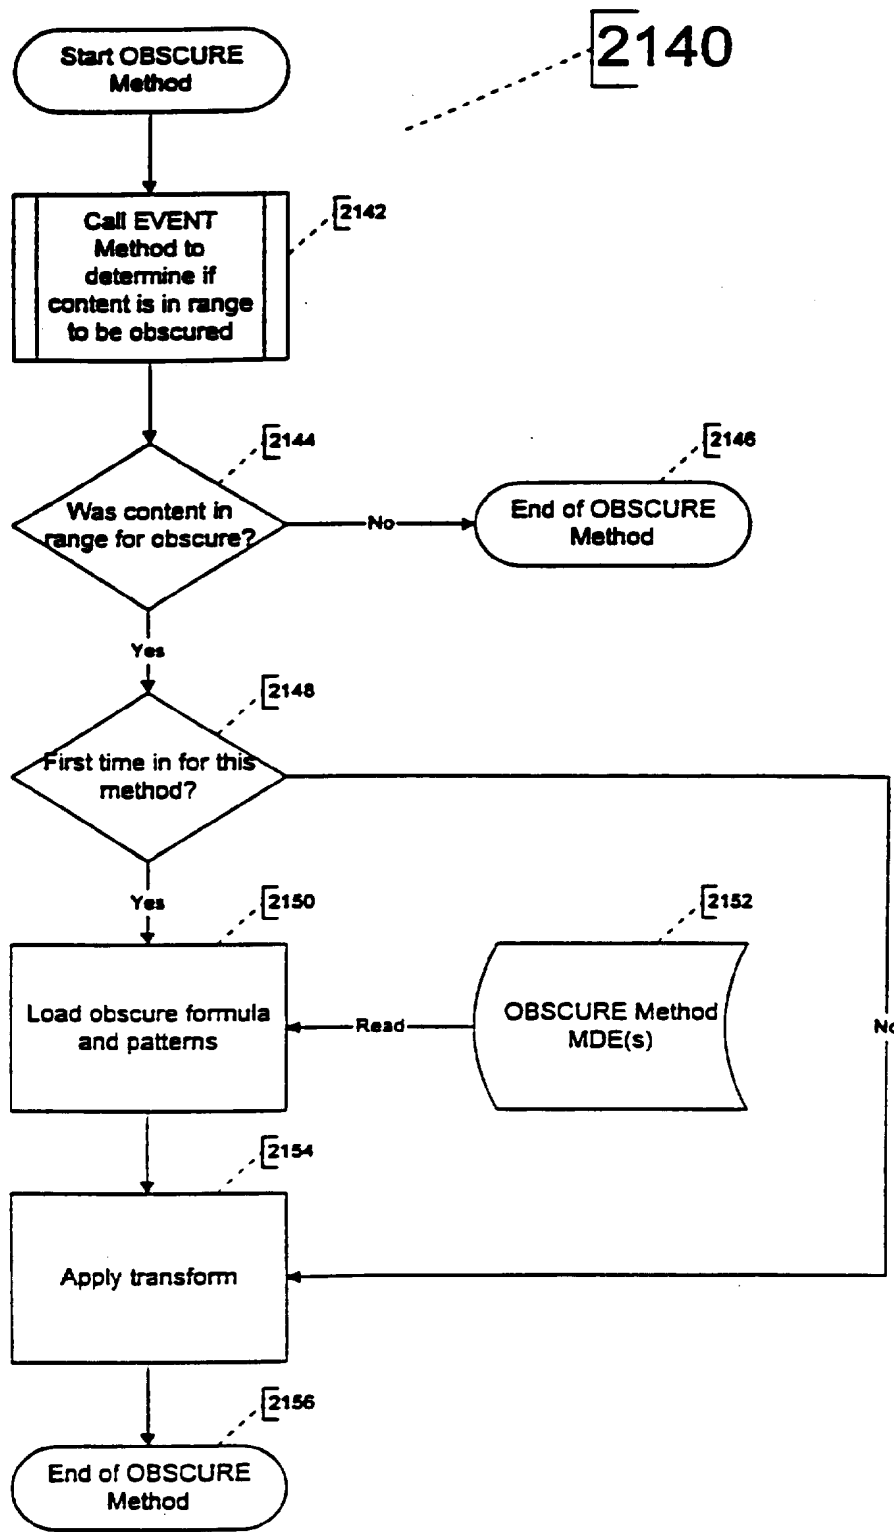 2140
Start OBSCURE
Method
2142
Call EVENT
Method to
determine if
content is in range
to be obscured
2144
2146
Was content in
range for obscure?
No
End of OBSCURE
Method
Yes
2148
First time in for this
method?
Yes
2150
2152
Load obscure formula
and patterns
Read
OBSCURE Method
MDE(s)
No
2154
Apply transform
2156
End of OBSCURE
Method